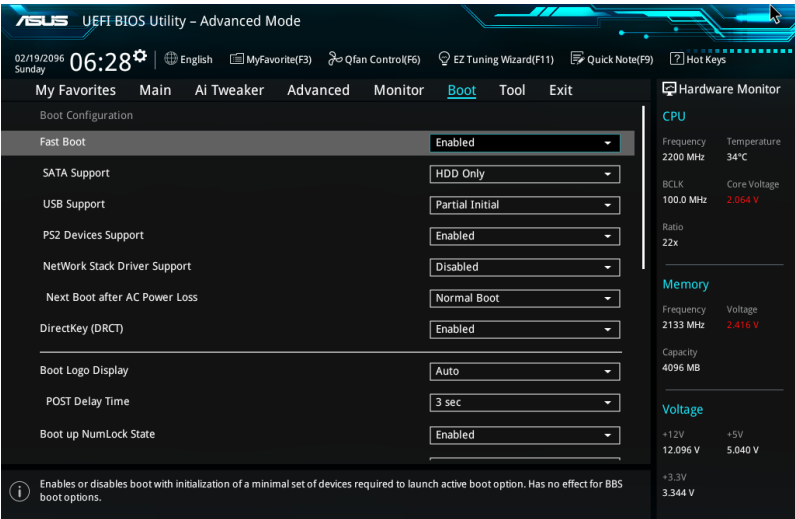 ASUS UEFI BIOS Utility – Advanced Mode
02/19/2096
Sunday
06:28
English
MyFavorite(F3)
Qfan Control(F6)
EZ Tuning Wizard(F11)
Quick Note(F9)
? Hot Keys
My Favorites Main Ai Tweaker Advanced Monitor Boot Tool Exit
Boot Configuration
Fast Boot Enabled
SATA Support HDD Only
USB Support Partial Initial
PS2 Devices Support Enabled
NetWork Stack Driver Support Disabled
Next Boot after AC Power Loss Normal Boot
DirectKey (DRCT) Enabled
Boot Logo Display Auto
POST Delay Time 3 sec
Boot up NumLock State Enabled
i
Enables or disables boot with initialization of a minimal set of devices required to launch active boot option. Has no effect for BBS
boot options.
Hardware Monitor
CPU
Frequency Temperature
2200 MHz 34°C
BCLK Core Voltage
100.0 MHz 2.064 V
Ratio
22x
Memory
Frequency Voltage
2133 MHz 2.416 V
Capacity
4096 MB
Voltage
+12V +5V
12.096 V 5.040 V
+3.3V
3.344 V